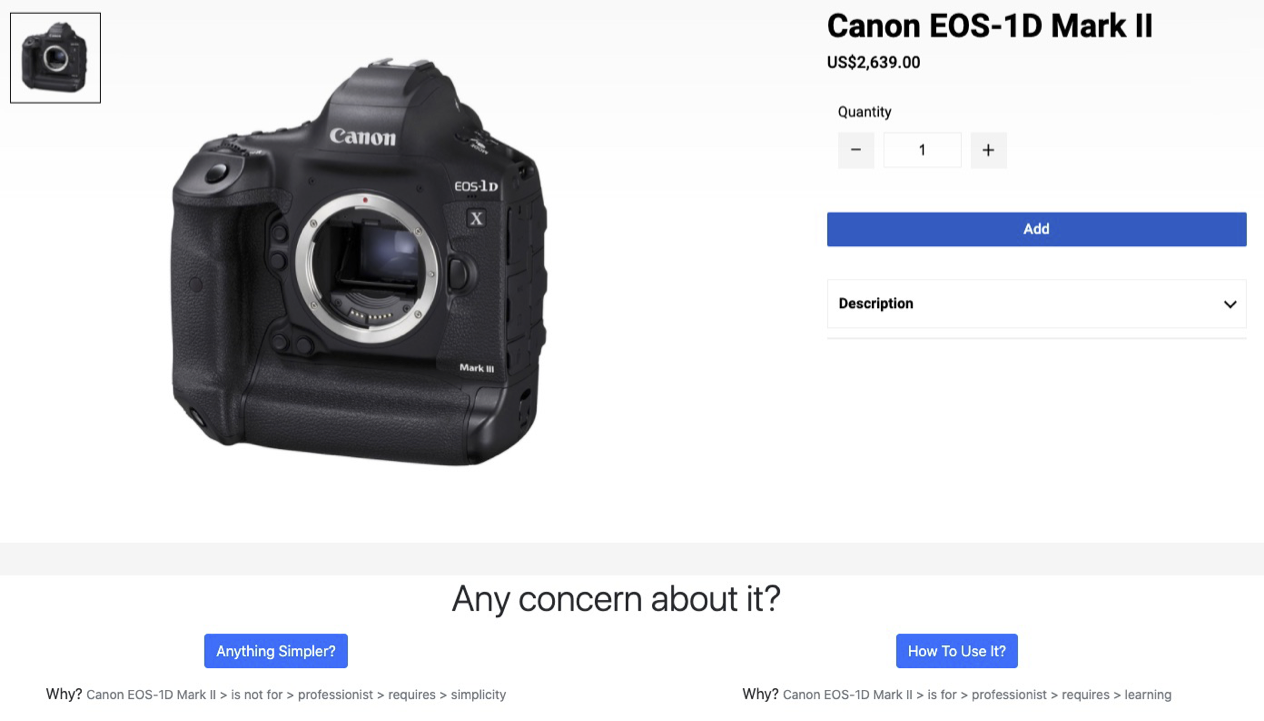 Canon EOS-1D Mark II
US$2,639.00
Quantity
− 1 +
Add
Description
Canon
EOS-1D
X
Mark III
Any concern about it?
Anything Simpler?
Why? Canon EOS-1D Mark II > is not for > professionist > requires > simplicity
How To Use It?
Why? Canon EOS-1D Mark II > is for > professionist > requires > learning